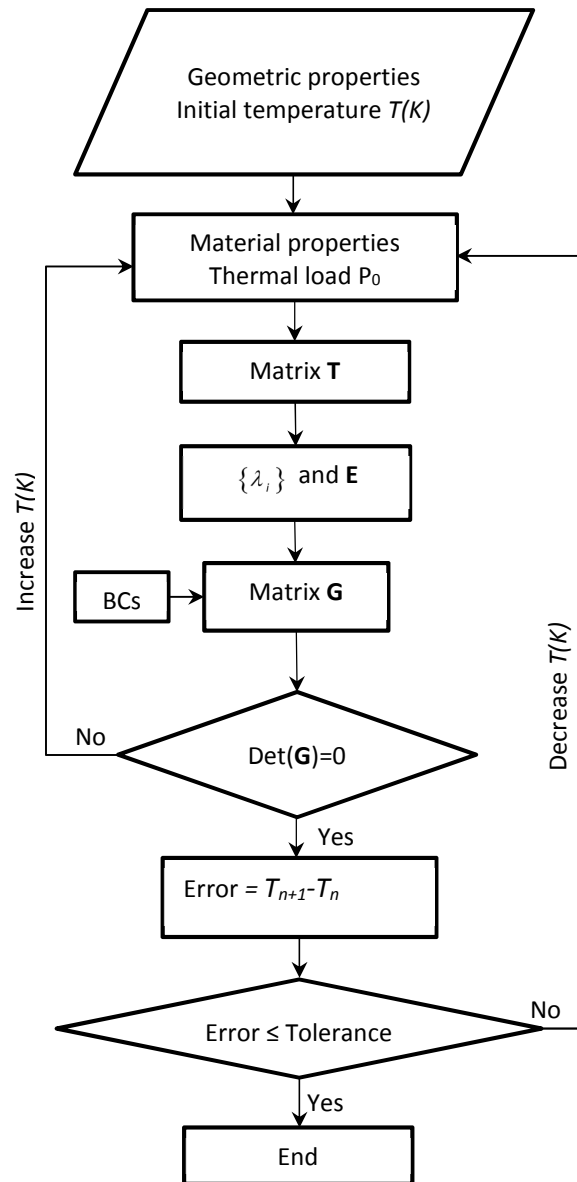 Geometric properties
Initial temperature T(K)
Material properties
Thermal load P₀
Matrix T
{λᵢ} and E
Increase T(K)
BCs
Matrix G
Decrease T(K)
No
Det(G)=0
Yes
Error = Tₙ₊₁-Tₙ
No
Error ≤ Tolerance
Yes
End